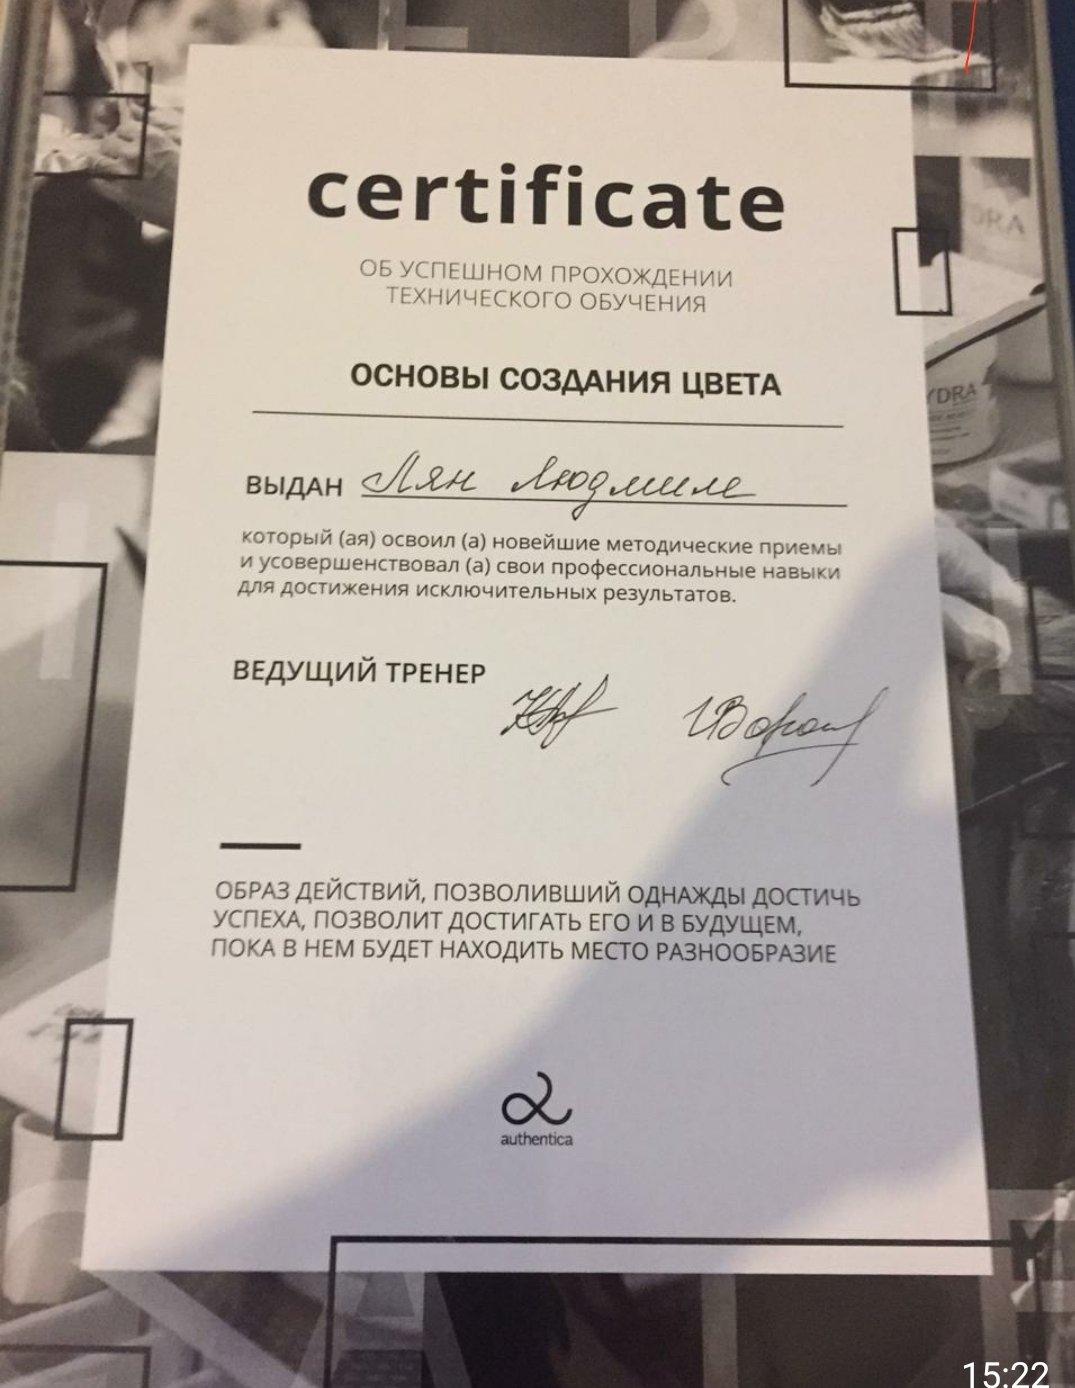 certificate
ОБ УСПЕШНОМ ПРОХОЖДЕНИИ
ТЕХНИЧЕСКОГО ОБУЧЕНИЯ
ОСНОВЫ СОЗДАНИЯ ЦВЕТА
ВЫДАН Лян Людмиле
который (ая) освоил (а) новейшие методические приемы
и усовершенствовал (а) свои профессиональные навыки
для достижения исключительных результатов.
ВЕДУЩИЙ ТРЕНЕР
ОБРАЗ ДЕЙСТВИЙ, ПОЗВОЛИВШИЙ ОДНАЖДЫ ДОСТИЧЬ
УСПЕХА, ПОЗВОЛИТ ДОСТИГАТЬ ЕГО И В БУДУЩЕМ,
ПОКА В НЕМ БУДЕТ НАХОДИТЬ МЕСТО РАЗНООБРАЗИЕ
authentica
15:22